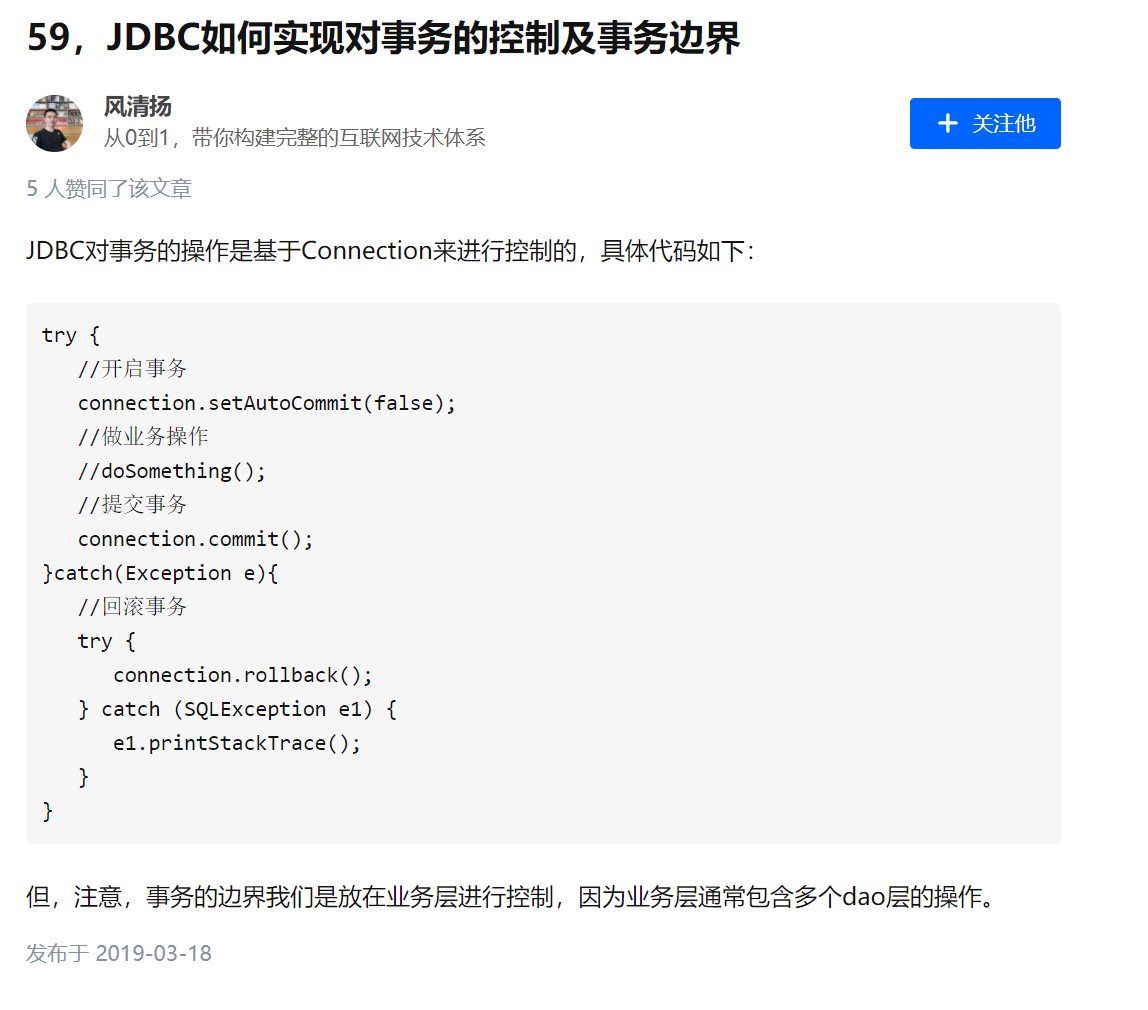 59，JDBC如何实现对事务的控制及事务边界
风清扬
从0到1，带你构建完整的互联网技术体系
+ 关注他
5 人赞同了该文章
JDBC对事务的操作是基于Connection来进行控制的，具体代码如下：
try {
   //开启事务
   connection.setAutoCommit(false);
   //做业务操作
   //doSomething();
   //提交事务
   connection.commit();
}catch(Exception e){
   //回滚事务
   try {
      connection.rollback();
   } catch (SQLException e1) {
      e1.printStackTrace();
   }
}
但，注意，事务的边界我们是放在业务层进行控制，因为业务层通常包含多个dao层的操作。
发布于 2019-03-18